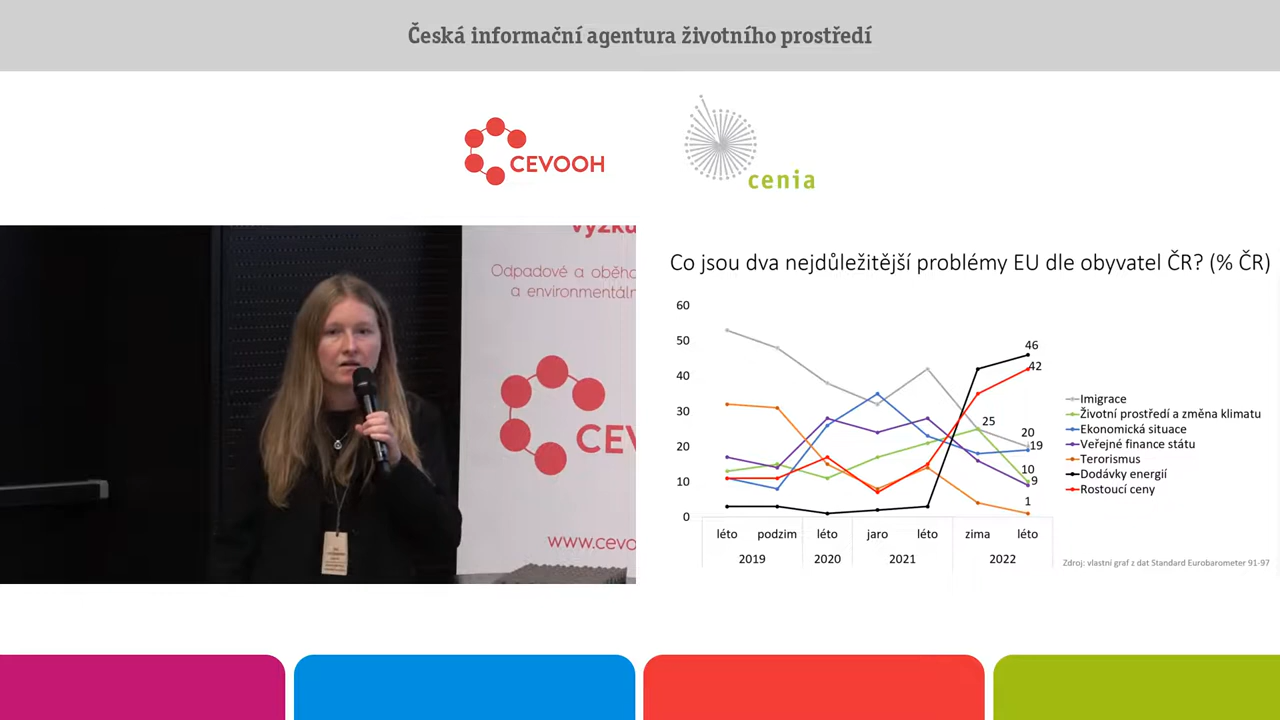 Česká informační agentura životního prostředí
CEVOOH
cenia
Odpadové a oběho
a environmentáln
CEV
www.cevo
Co jsou dva nejdůležitější problémy EU dle obyvatel ČR? (% ČR)
60
50
40
30
20
10
0
46
42
25
20
19
10
9
1
léto podzim léto jaro léto zima léto
2019 2020 2021 2022
Imigrace
Životní prostředí a změna klimatu
Ekonomická situace
Veřejné finance státu
Terorismus
Dodávky energií
Rostoucí ceny
Zdroj: vlastní graf z dat Standard Eurobarometer 91-97